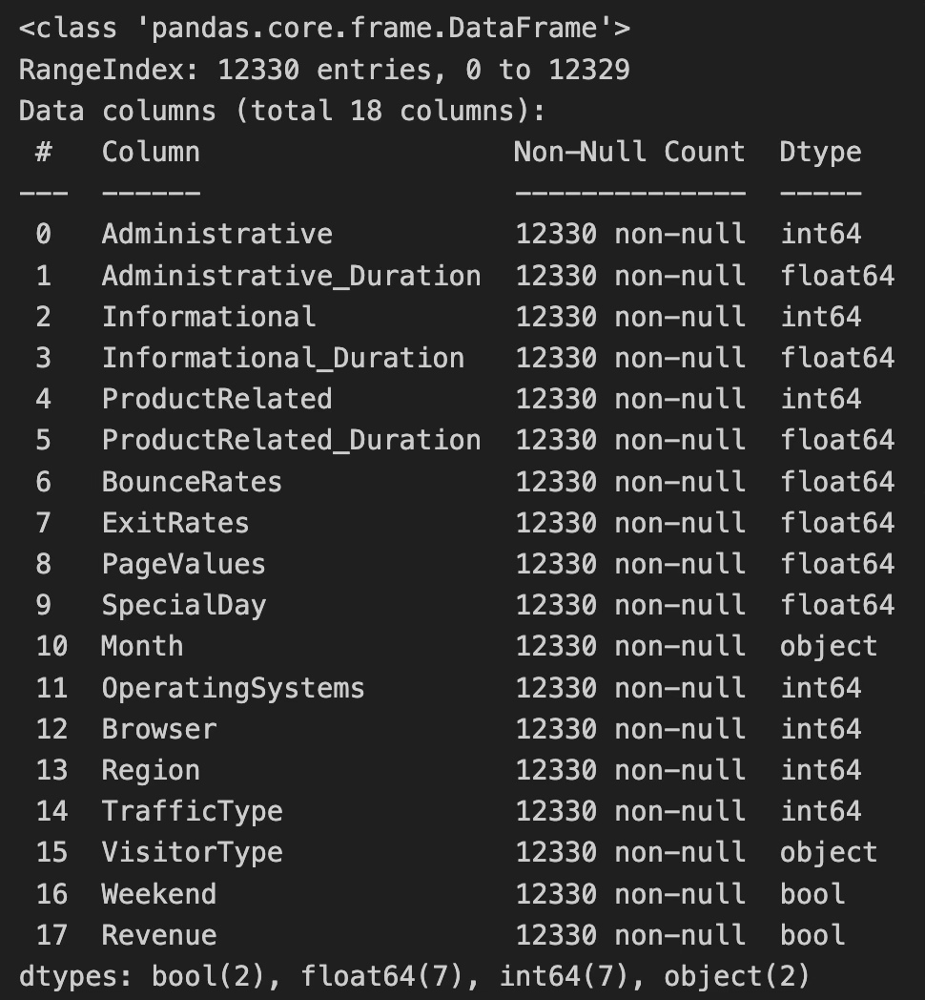 <class 'pandas.core.frame.DataFrame'>
RangeIndex: 12330 entries, 0 to 12329
Data columns (total 18 columns):
 #   Column                   Non-Null Count  Dtype
---  ------                   --------------  -----
 0   Administrative           12330 non-null  int64
 1   Administrative_Duration  12330 non-null  float64
 2   Informational            12330 non-null  int64
 3   Informational_Duration   12330 non-null  float64
 4   ProductRelated           12330 non-null  int64
 5   ProductRelated_Duration  12330 non-null  float64
 6   BounceRates              12330 non-null  float64
 7   ExitRates                12330 non-null  float64
 8   PageValues               12330 non-null  float64
 9   SpecialDay               12330 non-null  float64
 10  Month                    12330 non-null  object
 11  OperatingSystems         12330 non-null  int64
 12  Browser                  12330 non-null  int64
 13  Region                   12330 non-null  int64
 14  TrafficType              12330 non-null  int64
 15  VisitorType              12330 non-null  object
 16  Weekend                  12330 non-null  bool
 17  Revenue                  12330 non-null  bool
dtypes: bool(2), float64(7), int64(7), object(2)